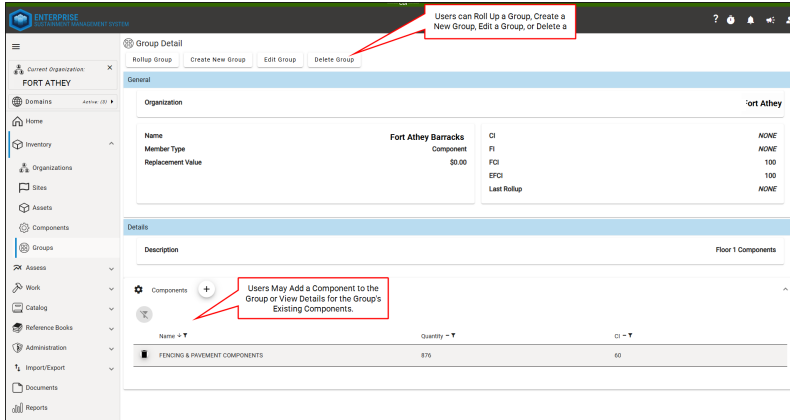 ENTERPRISE
SUSTAINMENT MANAGEMENT SYSTEM
Users can Roll Up a Group, Create a
New Group, Edit a Group, or Delete a
?
Current Organization:
×
FORT ATHEY
Domains Active: (0)
Home
Inventory
Organizations
Sites
Assets
Components
Groups
Assess
Work
Catalog
Reference Books
Administration
Import/Export
Documents
Reports
Group Detail
Rollup Group Create New Group Edit Group Delete Group
General
Organization Fort Athey
Name Fort Athey Barracks
Member Type Component
Replacement Value $0.00
CI NONE
FI NONE
FCI 100
EFCI 100
Last Rollup NONE
Details
Description Floor 1 Components
Components +
Users May Add a Component to the
Group or View Details for the Group's
Existing Components.
Name Quantity CI
FENCING & PAVEMENT COMPONENTS 876 60